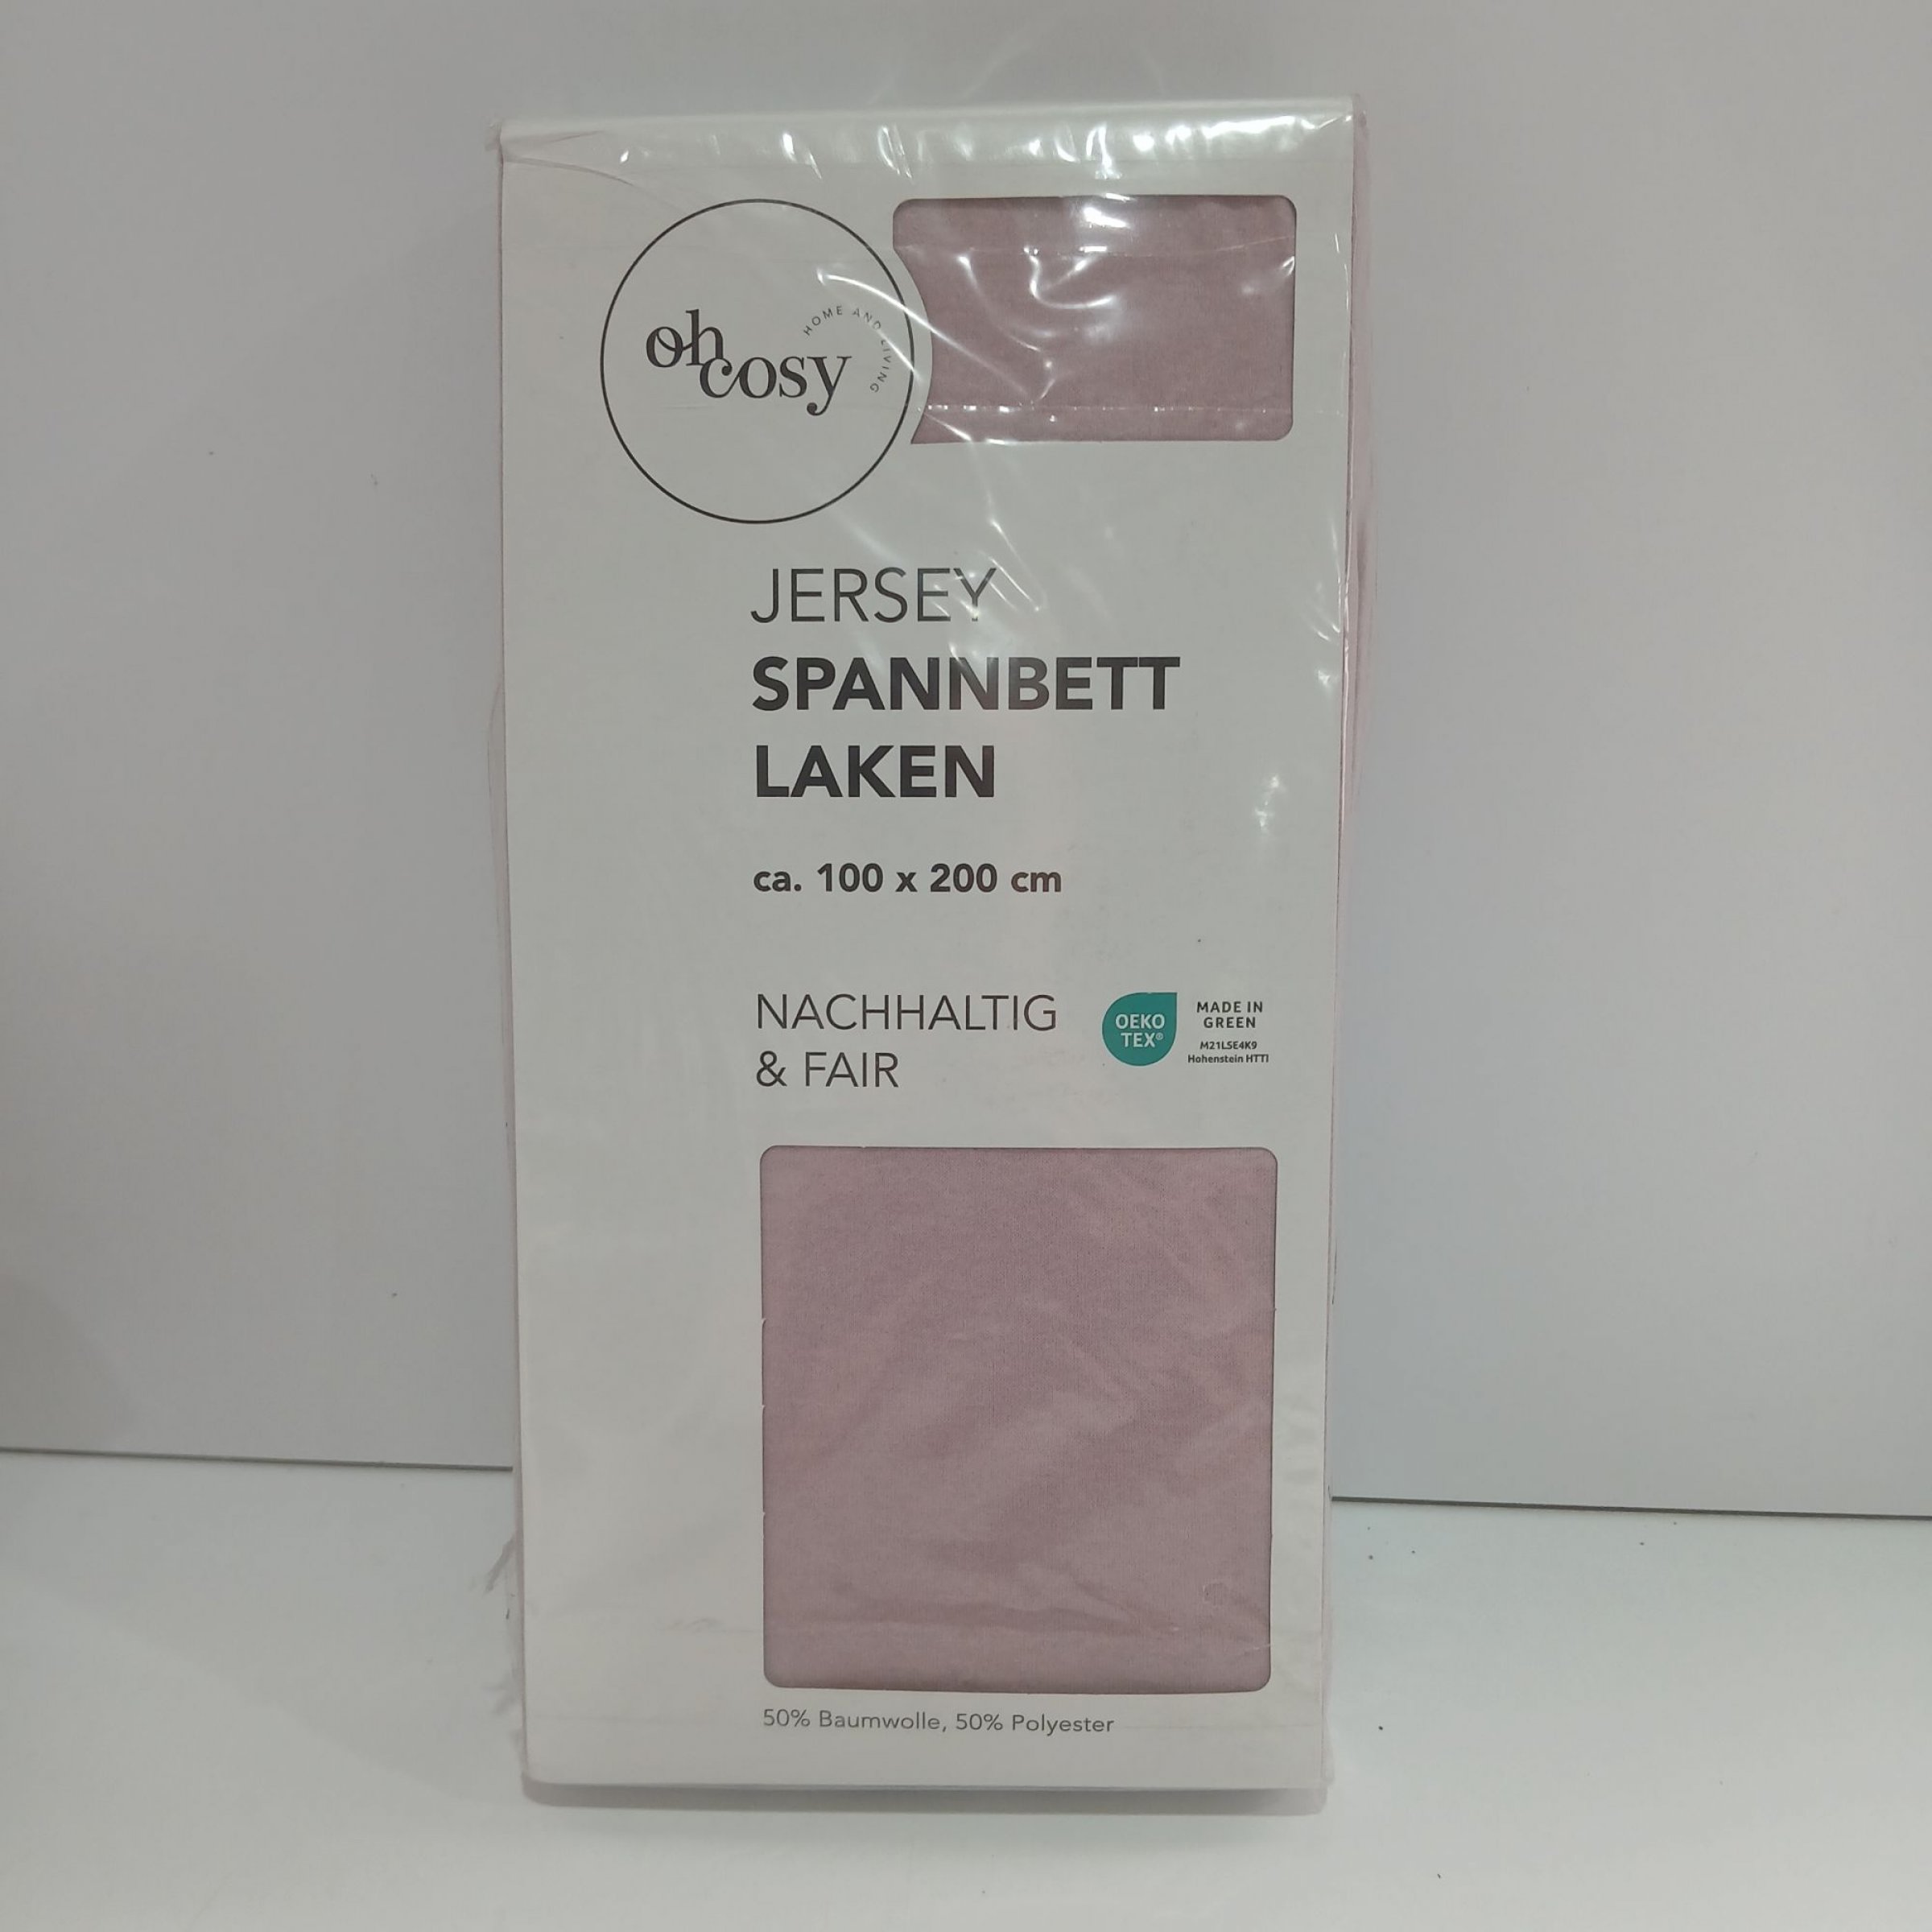 oh cosy
HOME AND LIVING
JERSEY
SPANNBETT
LAKEN
ca. 100 x 200 cm
NACHHALTIG
& FAIR
OEKO
TEX®
MADE IN
GREEN
M21LSE4K9
Hohenstein HTTI
50% Baumwolle, 50% Polyester